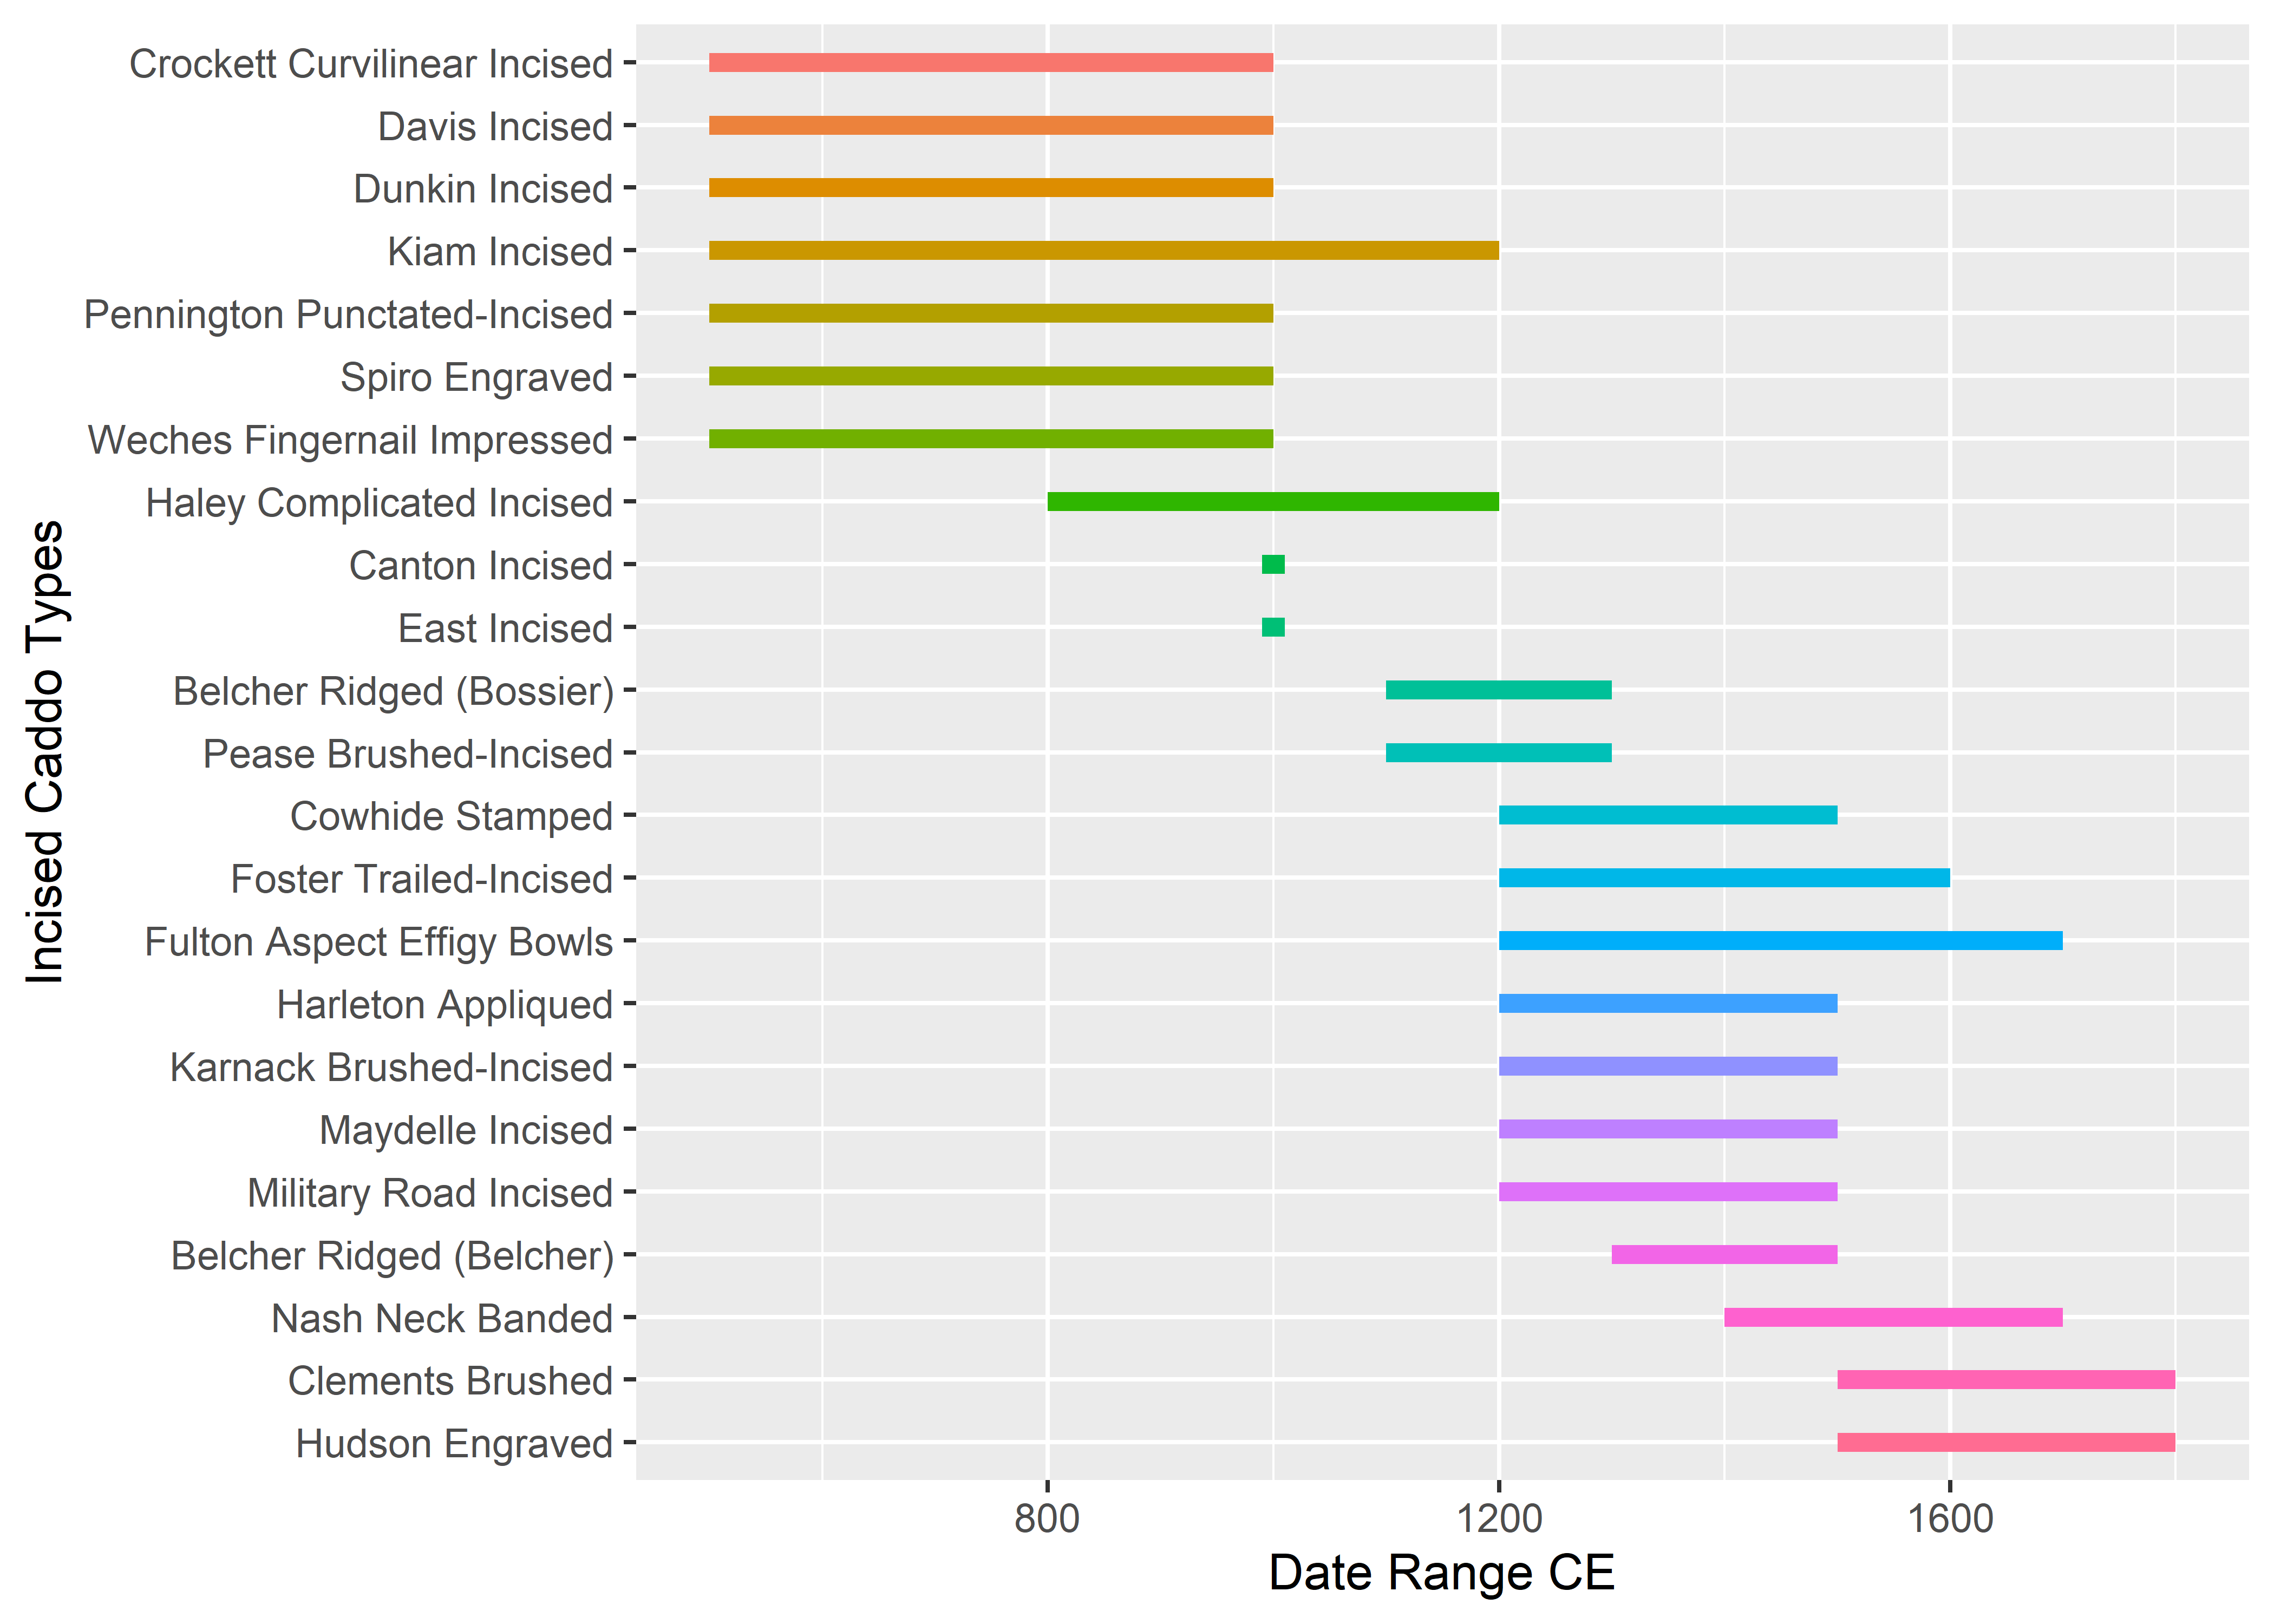 Crockett Curvilinear Incised
Davis Incised
Dunkin Incised
Kiam Incised
Pennington Punctated-Incised
Spiro Engraved
Weches Fingernail Impressed
Haley Complicated Incised
Canton Incised
East Incised
Belcher Ridged (Bossier)
Pease Brushed-Incised
Cowhide Stamped
Foster Trailed-Incised
Fulton Aspect Effigy Bowls
Harleton Appliqued
Karnack Brushed-Incised
Maydelle Incised
Military Road Incised
Belcher Ridged (Belcher)
Nash Neck Banded
Clements Brushed
Hudson Engraved
Incised Caddo Types
800 1200 1600
Date Range CE